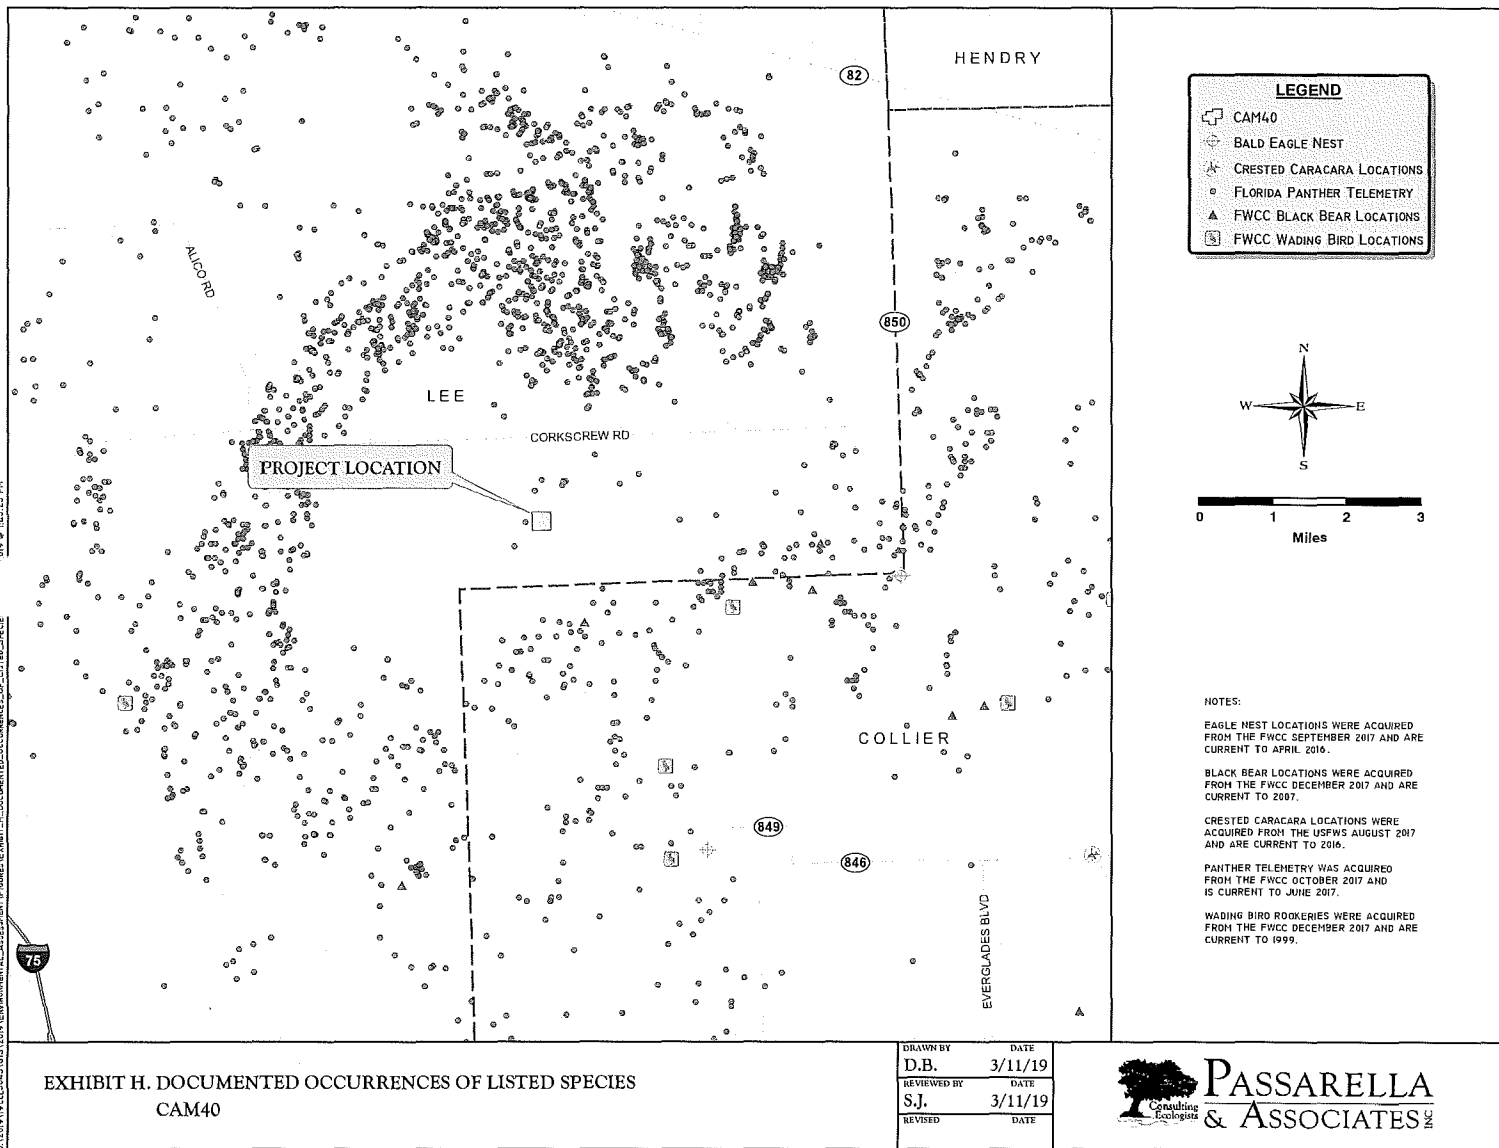 HENDRY
82
ALICO RD
850
LEE
CORKSCREW RD
PROJECT LOCATION
COLLIER
849
846
EVERGLADES BLVD
75
LEGEND
CAM40
BALD EAGLE NEST
CRESTED CARACARA LOCATIONS
FLORIDA PANTHER TELEMETRY
FWCC BLACK BEAR LOCATIONS
FWCC WADING BIRD LOCATIONS
N
W E
S
0 1 2 3
Miles
NOTES:
EAGLE NEST LOCATIONS WERE ACQUIRED
FROM THE FWCC SEPTEMBER 2017 AND ARE
CURRENT TO APRIL 2016.
BLACK BEAR LOCATIONS WERE ACQUIRED
FROM THE FWCC DECEMBER 2017 AND ARE
CURRENT TO 2007.
CRESTED CARACARA LOCATIONS WERE
ACQUIRED FROM THE USFWS AUGUST 2017
AND ARE CURRENT TO 2016.
PANTHER TELEMETRY WAS ACQUIRED
FROM THE FWCC OCTOBER 2017 AND
IS CURRENT TO JUNE 2017.
WADING BIRD ROOKERIES WERE ACQUIRED
FROM THE FWCC DECEMBER 2017 AND ARE
CURRENT TO 1999.
EXHIBIT H. DOCUMENTED OCCURRENCES OF LISTED SPECIES
CAM40
DRAWN BY DATE
D.B. 3/11/19
REVIEWED BY DATE
S.J. 3/11/19
REVISED DATE
Consulting
Ecologists
PASSARELLA
& ASSOCIATES INC